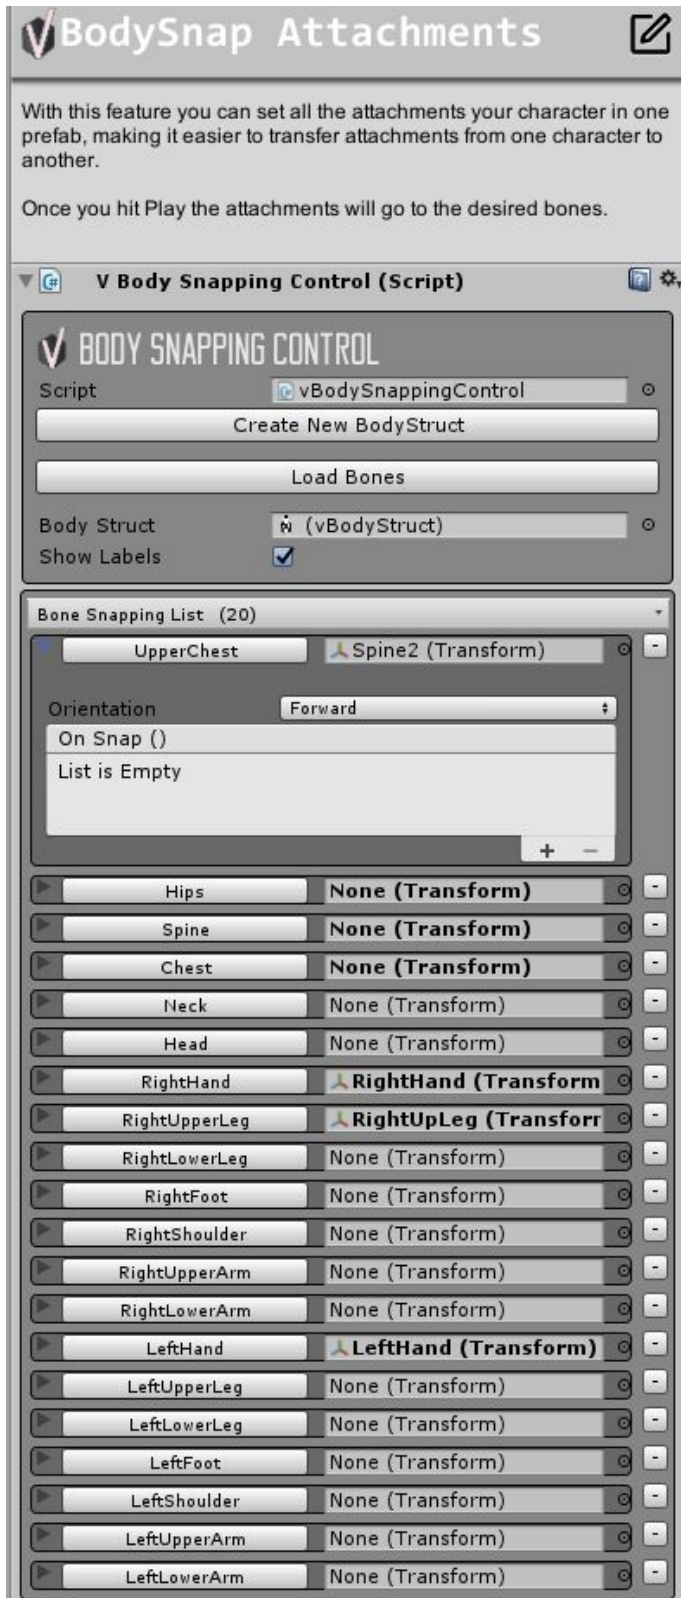 BodySnap Attachments
With this feature you can set all the attachments your character in one
prefab, making it easier to transfer attachments from one character to
another.
Once you hit Play the attachments will go to the desired bones.
V Body Snapping Control (Script)
BODY SNAPPING CONTROL
Script vBodySnappingControl
Create New BodyStruct
Load Bones
Body Struct (vBodyStruct)
Show Labels
Bone Snapping List (20)
UpperChest Spine2 (Transform) -
Orientation Forward
On Snap ()
List is Empty
+ -
Hips None (Transform) -
Spine None (Transform) -
Chest None (Transform) -
Neck None (Transform) -
Head None (Transform) -
RightHand RightHand (Transform -
RightUpperLeg RightUpLeg (Transforr -
RightLowerLeg None (Transform) -
RightFoot None (Transform) -
RightShoulder None (Transform) -
RightUpperArm None (Transform) -
RightLowerArm None (Transform) -
LeftHand LeftHand (Transform) -
LeftUpperLeg None (Transform) -
LeftLowerLeg None (Transform) -
LeftFoot None (Transform) -
LeftShoulder None (Transform) -
LeftUpperArm None (Transform) -
LeftLowerArm None (Transform) -